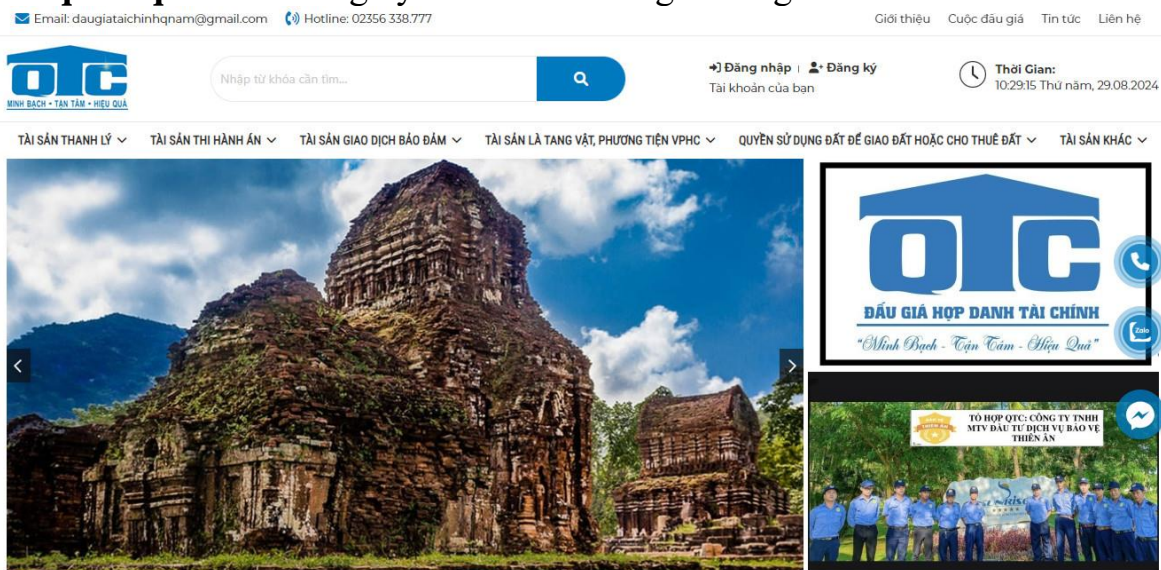 Email: daugiataichinhqnam@gmail.com Hotline: 02356 338.777 Giới thiệu Cuộc đấu giá Tin tức Liên hệ
QTC
MINH BẠCH • TẬN TÂM • HIỆU QUẢ
Nhập từ khóa cần tìm...
Đăng nhập | Đăng ký
Tài khoản của bạn
Thời Gian:
10:29:15 Thứ năm, 29.08.2024
TÀI SẢN THANH LÝ TÀI SẢN THI HÀNH ÁN TÀI SẢN GIAO DỊCH BẢO ĐẢM TÀI SẢN LÀ TANG VẬT, PHƯƠNG TIỆN VPHC QUYỀN SỬ DỤNG ĐẤT ĐỂ GIAO ĐẤT HOẶC CHO THUÊ ĐẤT TÀI SẢN KHÁC
QTC
ĐẤU GIÁ HỢP DANH TÀI CHÍNH
"Minh Bạch - Tận Tâm - Hiệu Quả"
Zalo
TỔ HỢP QTC: CÔNG TY TNHH
MTV ĐẦU TƯ DỊCH VỤ BẢO VỆ
THIÊN ÂN